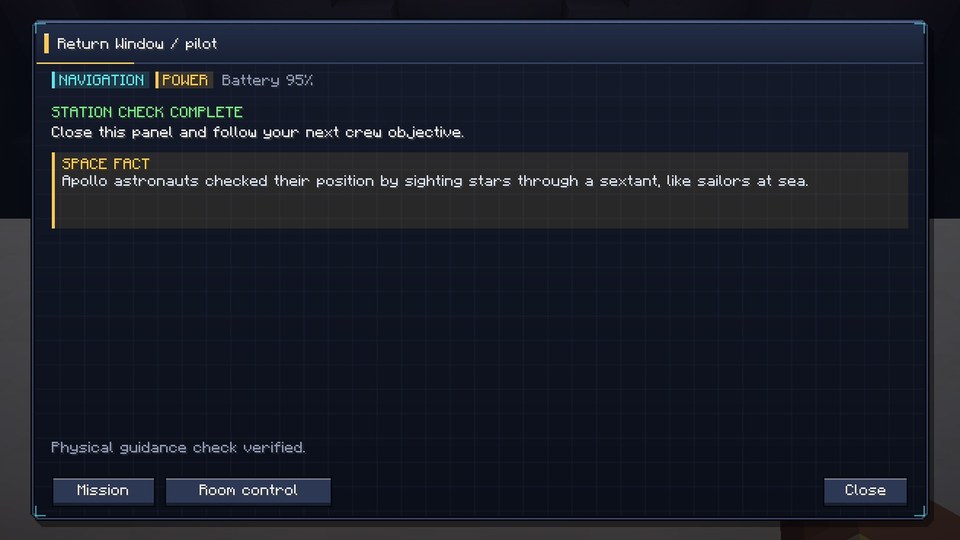 Return Window / pilot
NAVIGATION POWER Battery 95%
STATION CHECK COMPLETE
Close this panel and follow your next crew objective.
SPACE FACT
Apollo astronauts checked their position by sighting stars through a sextant, like sailors at sea.
Physical guidance check verified.
Mission Room control Close